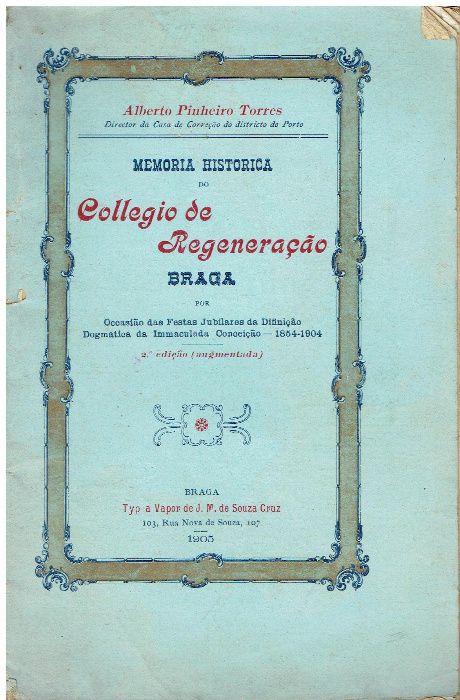 Alberto Pinheiro Torres
Director da Casa de Correção do districto do Porto
MEMORIA HISTORICA
DO
Collegio de
Regeneração
BRAGA
POR
Occasião das Festas Jubilares da Difinição
Dogmatica da Immaculada Conceição—1854-1904
2.ª edição (augmentada)
BRAGA
Typ. a Vapor de J. M. de Souza Cruz
103, Rua Nova de Souza, 107
1905